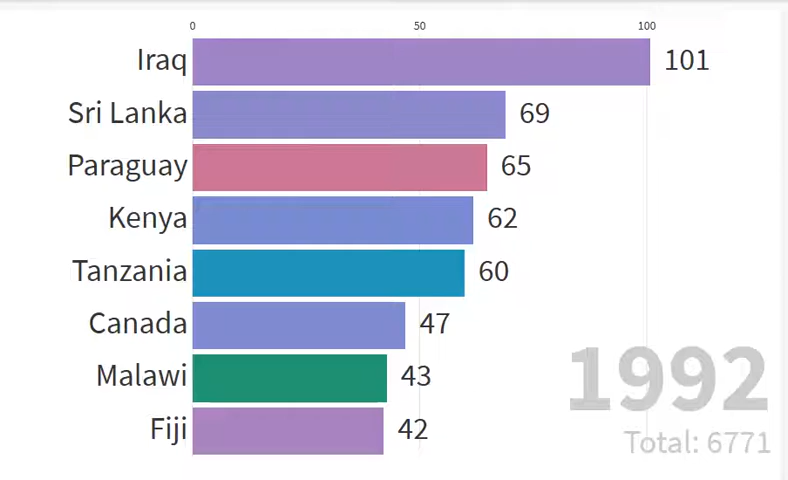 0 50 100
Iraq 101
Sri Lanka 69
Paraguay 65
Kenya 62
Tanzania 60
Canada 47
Malawi 43
Fiji 42
1992
Total: 6771